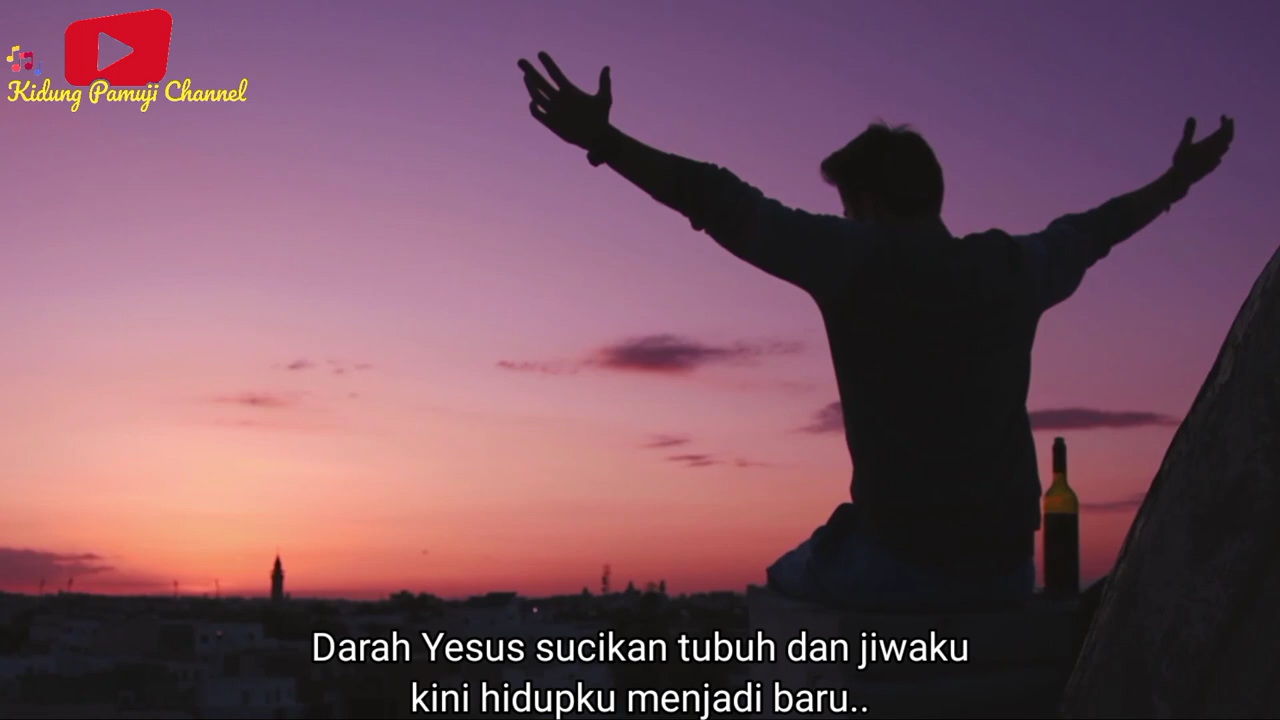 Kidung Pamuji Channel
Darah Yesus sucikan tubuh dan jiwaku
kini hidupku menjadi baru..